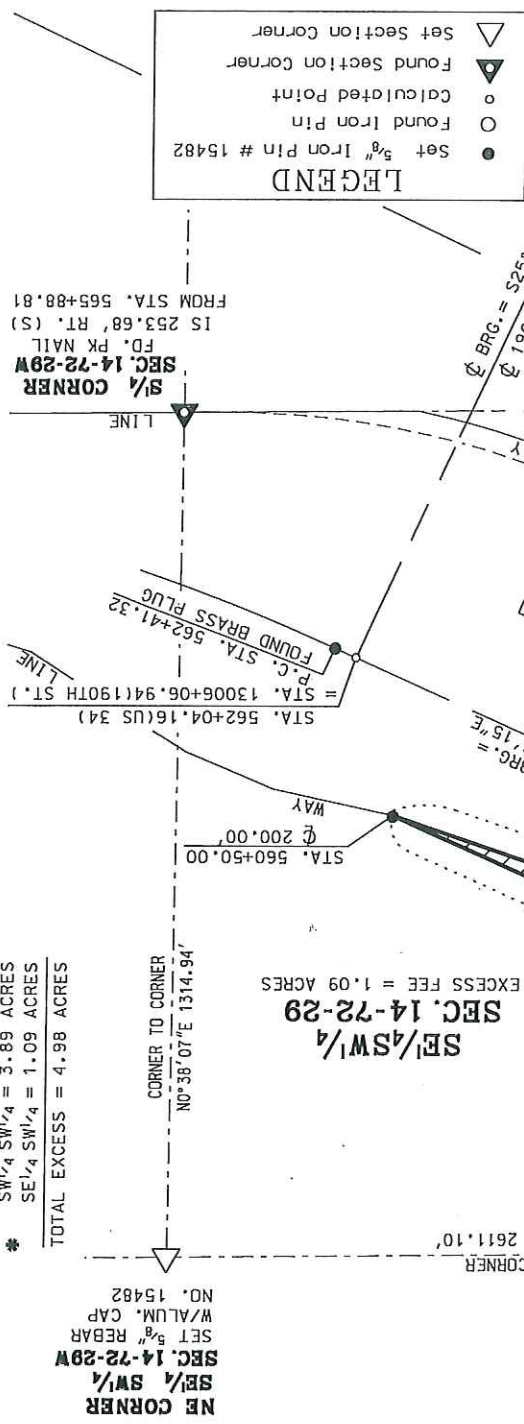 NE CORNER
SE¼ SW¼
SEC. 14-72-29W
SET 5/8" REBAR
W/ALUM. CAP
NO. 15482
CORNER
2611.10'
* SW¼ SW¼ = 3.89 ACRES
SE¼ SW¼ = 1.09 ACRES
TOTAL EXCESS = 4.98 ACRES
CORNER TO CORNER
N0°38'07"E 1314.94'
SE¼SW¼
SEC. 14-72-29
EXCESS FEE = 1.09 ACRES
STA. 560+50.00
℄ 200.00'
WAY
LINE
BRG. =
'15"E
STA. 562+04.16(US 34)
= STA. 13006+06.94(190TH ST.)
P.C. STA. 562+41.32
FOUND BRASS PLUG
LINE
Y
S¼ CORNER
SEC. 14-72-29W
FD. PK NAIL
IS 253.68' RT. (S)
FROM STA. 565+88.81
℄ 190
℄ BRG.= S25°
LEGEND
● Set 5/8" Iron Pin # 15482
○ Found Iron Pin
○ Calculated Point
Found Section Corner
△ Set Section Corner